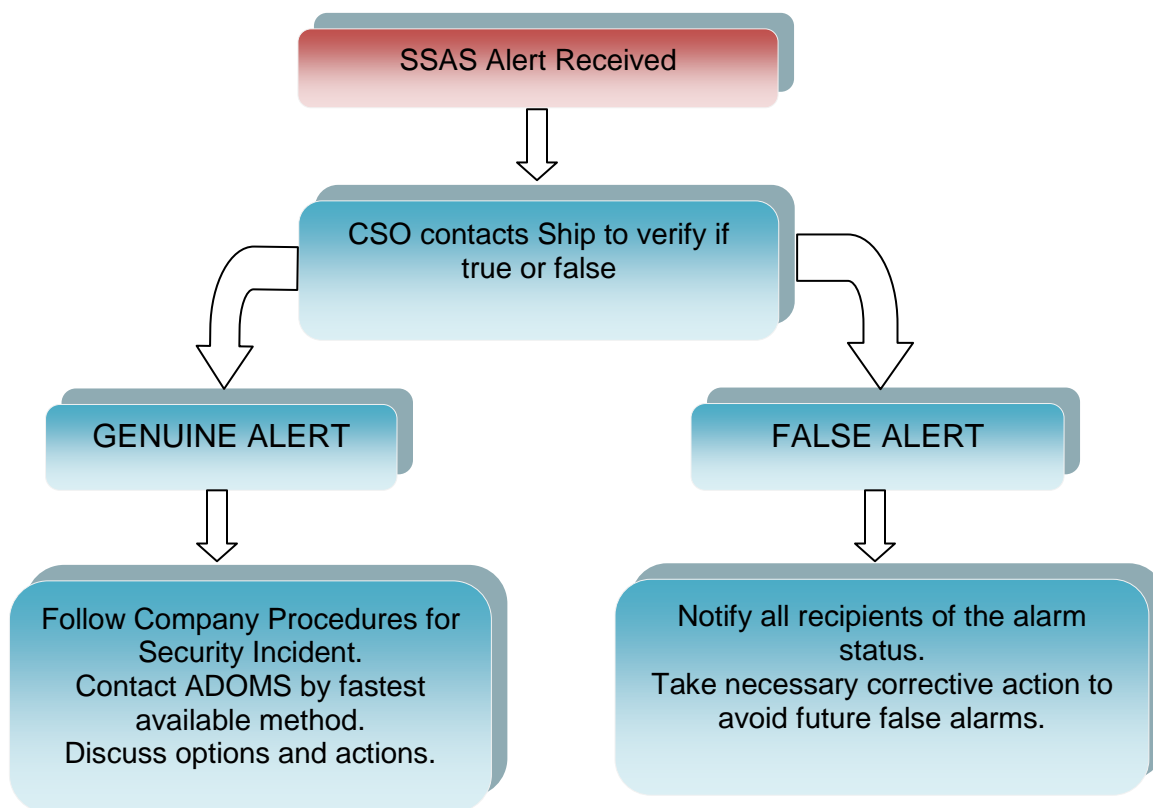 SSAS Alert Received
CSO contacts Ship to verify if
true or false
GENUINE ALERT
FALSE ALERT
Follow Company Procedures for
Security Incident.
Contact ADOMS by fastest
available method.
Discuss options and actions.
Notify all recipients of the alarm
status.
Take necessary corrective action to
avoid future false alarms.